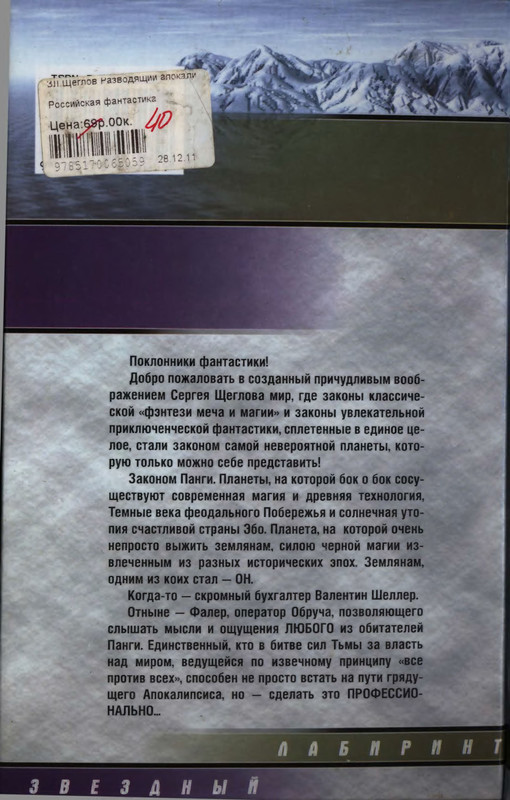 ЗЛ Щеглов Разводящий апокали
Российская фантастика
Цена:690.00к. 40
9785170065059 28.12.11
Поклонники фантастики!
Добро пожаловать в созданный причудливым вооб-
ражением Сергея Щеглова мир, где законы классиче-
ской «фэнтези меча и магии» и законы увлекательной
приключенческой фантастики, сплетенные в единое це-
лое, стали законом самой невероятной планеты, кото-
рую только можно себе представить!
Законом Панги. Планеты, на которой бок о бок сосу-
ществуют современная магия и древняя технология,
Темные века феодального Побережья и солнечная уто-
пия счастливой страны Эбо. Планета, на которой очень
непросто выжить землянам, силою черной магии из-
влеченным из разных исторических эпох. Землянам,
одним из коих стал – ОН.
Когда-то – скромный бухгалтер Валентин Шеллер.
Отныне – Фалер, оператор Обруча, позволяющего
слышать мысли и ощущения ЛЮБОГО из обитателей
Панги. Единственный, кто в битве сил Тьмы за власть
над миром, ведущейся по извечному принципу «все
против всех», способен не просто встать на пути гряду-
щего Апокалипсиса, но – сделать это ПРОФЕССИО-
НАЛЬНО...
ЛАБИРИНТ
ЗВЕЗДНЫЙ